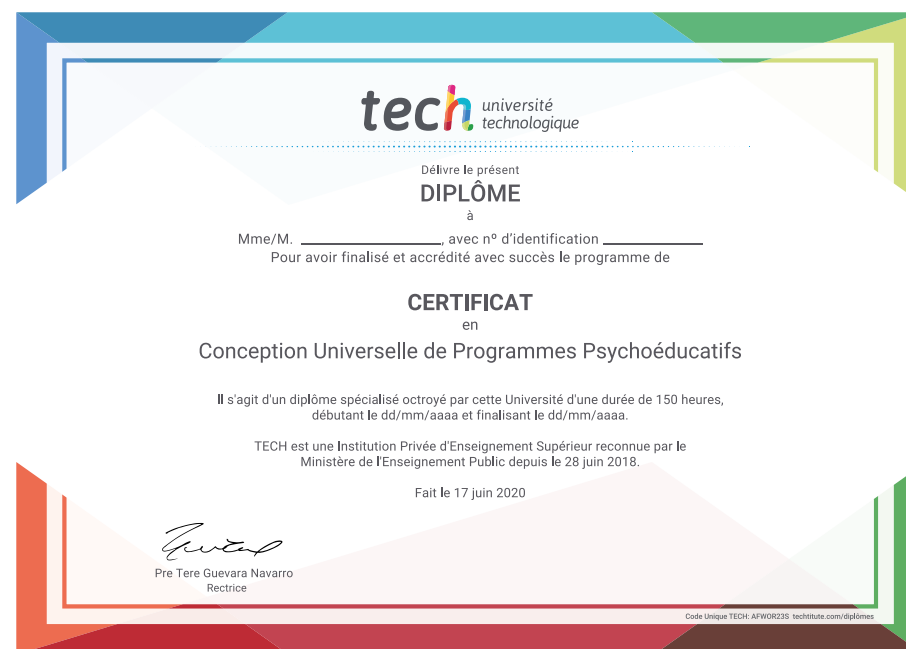 tech université
technologique
Délivre le présent
DIPLÔME
à
Mme/M. ____________________, avec nº d'identification ______________
Pour avoir finalisé et accrédité avec succès le programme de
CERTIFICAT
en
Conception Universelle de Programmes Psychoéducatifs
Il s'agit d'un diplôme spécialisé octroyé par cette Université d'une durée de 150 heures,
débutant le dd/mm/aaaa et finalisant le dd/mm/aaaa.
TECH est une Institution Privée d'Enseignement Supérieur reconnue par le
Ministère de l'Enseignement Public depuis le 28 juin 2018.
Fait le 17 juin 2020
Pre Tere Guevara Navarro
Rectrice
Code Unique TECH: AFWOR23S techtitute.com/diplômes